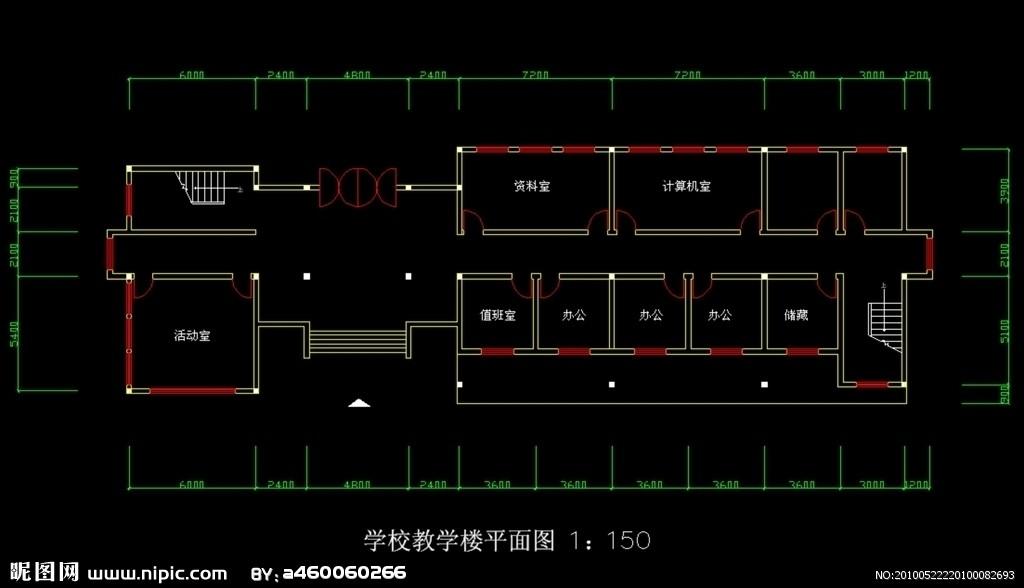 6000 2400 4800 2400 7200 7200 3600 3000 1200
900
2100
2100
5400
3900
2100
5100
900
资料室 计算机室
上
上
值班室 办公 办公 办公 储藏
活动室
6000 2400 4800 2400 3600 3600 3600 3600 3600 3000 1200
学校教学楼平面图 1：150
昵图网 www.nipic.com BY:a460060266
NO:20100522220100082693